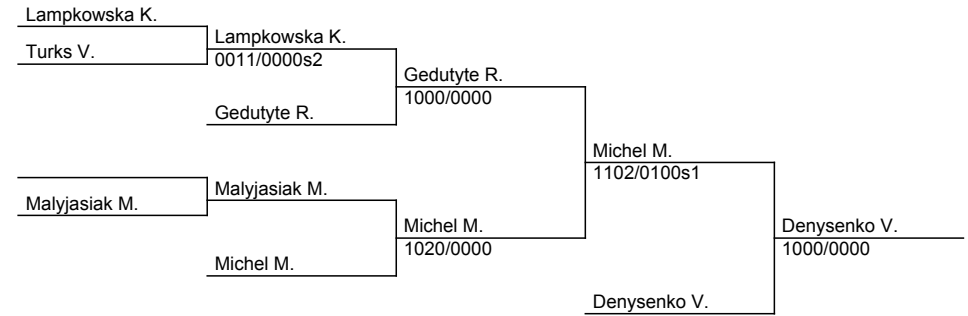 Lampkowska K.
Turks V.
Lampkowska K.
0011/0000s2
Gedutyte R.
Gedutyte R.
1000/0000
Malyjasiak M.
Malyjasiak M.
Michel M.
Michel M.
1020/0000
Michel M.
1102/0100s1
Denysenko V.
Denysenko V.
1000/0000